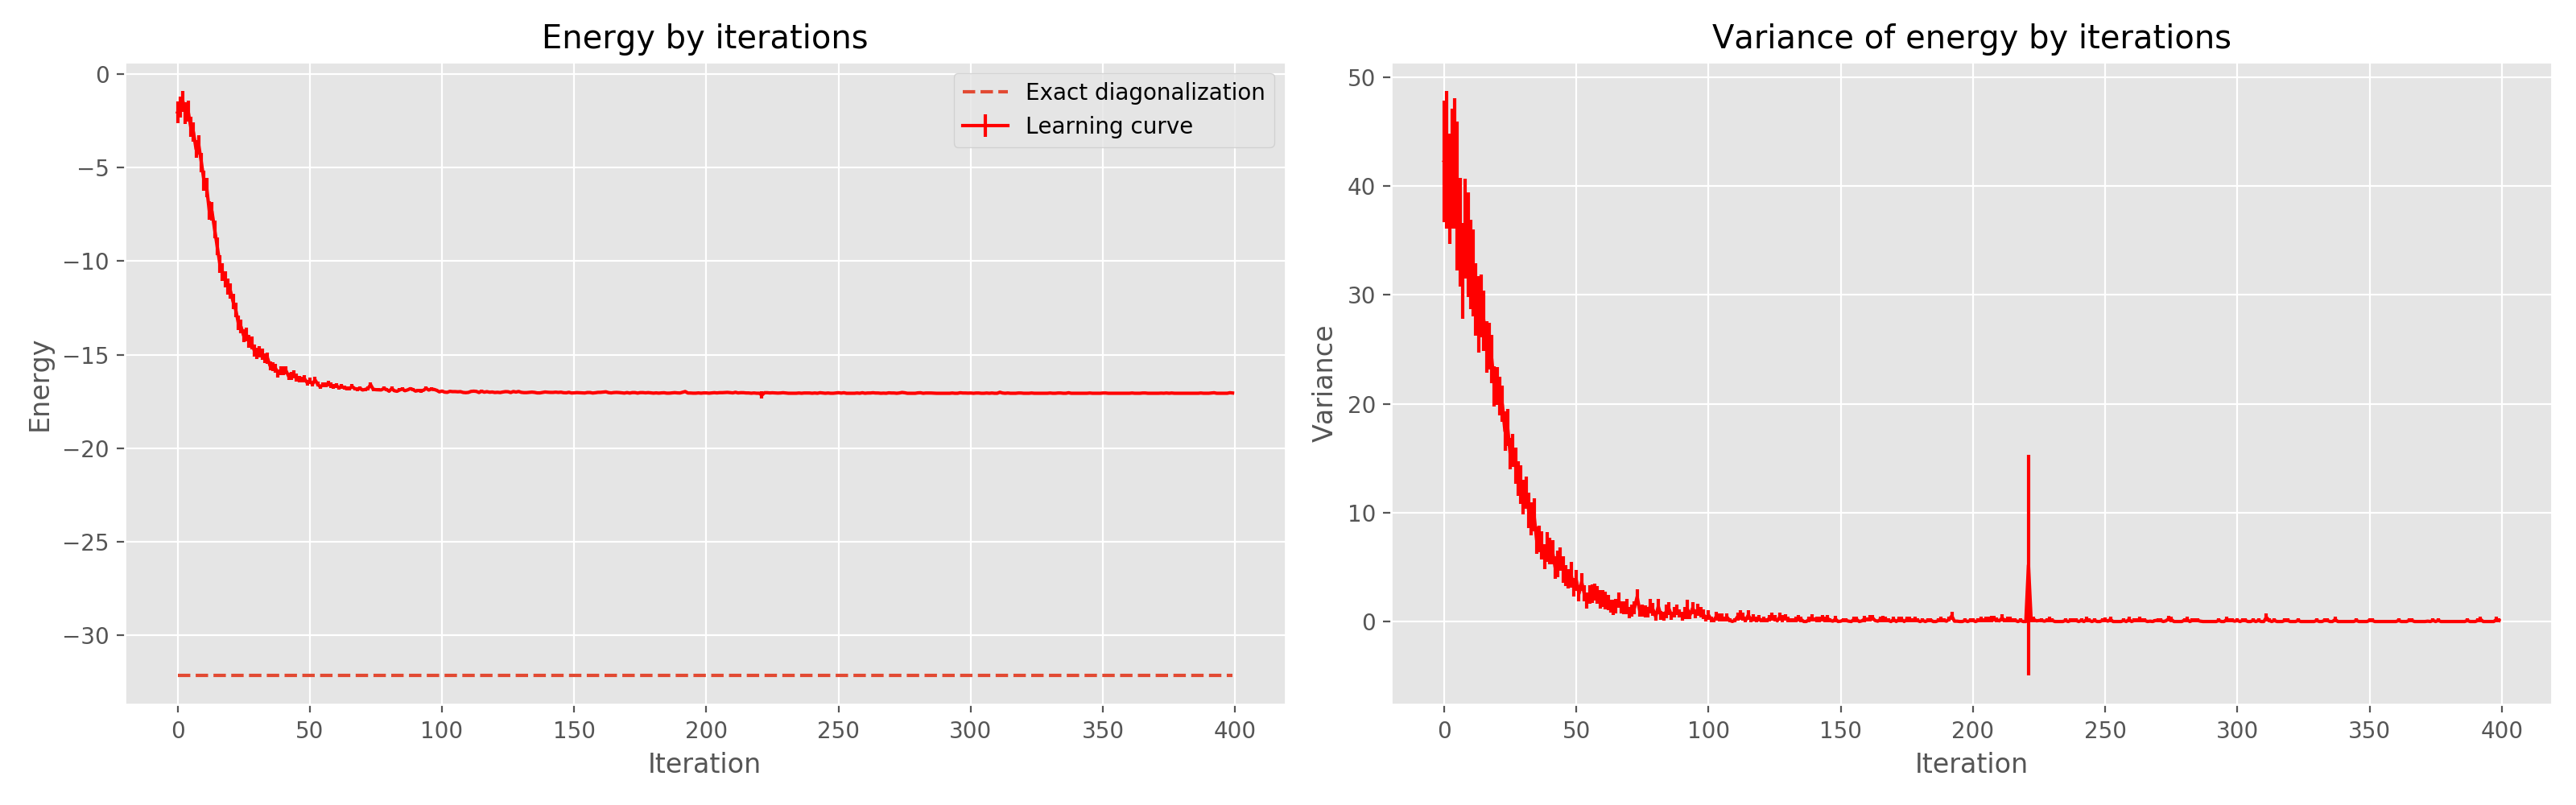 Energy by iterations
0
−5
−10
−15
−20
−25
−30
Energy
Exact diagonalization
Learning curve
0 50 100 150 200 250 300 350 400
Iteration
Variance of energy by iterations
50
40
30
20
10
0
Variance
0 50 100 150 200 250 300 350 400
Iteration